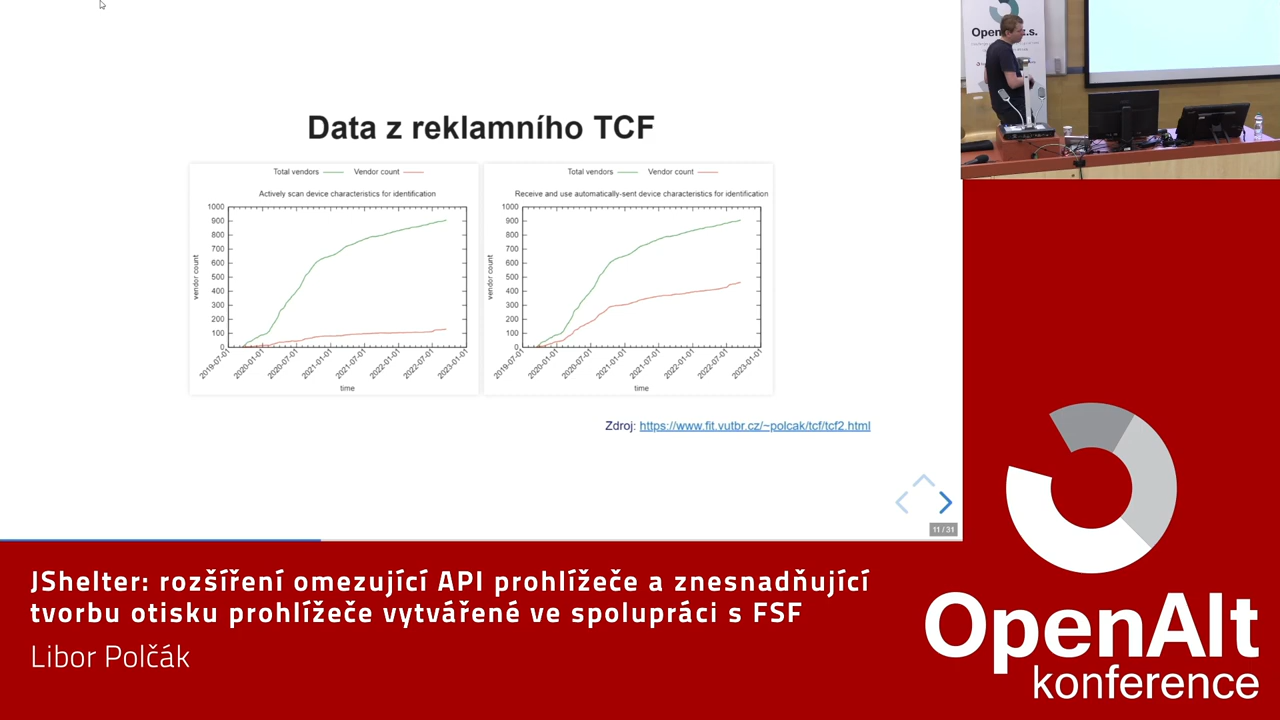 Data z reklamního TCF
Total vendors
Vendor count
Actively scan device characteristics for identification
1000
900
800
700
600
500
400
300
200
100
0
vendor count
2019-07-01
2020-01-01
2020-07-01
2021-01-01
2021-07-01
2022-01-01
2022-07-01
2023-01-01
time
Total vendors
Vendor count
Receive and use automatically-sent device characteristics for identification
1000
900
800
700
600
500
400
300
200
100
0
vendor count
2019-07-01
2020-01-01
2020-07-01
2021-01-01
2021-07-01
2022-01-01
2022-07-01
2023-01-01
time
Zdroj: https://www.fit.vutbr.cz/~polcak/tcf/tcf2.html
11 / 31
JShelter: rozšíření omezující API prohlížeče a znesnadňující
tvorbu otisku prohlížeče vytvářené ve spolupráci s FSF
Libor Polčák
OpenAlt
konference